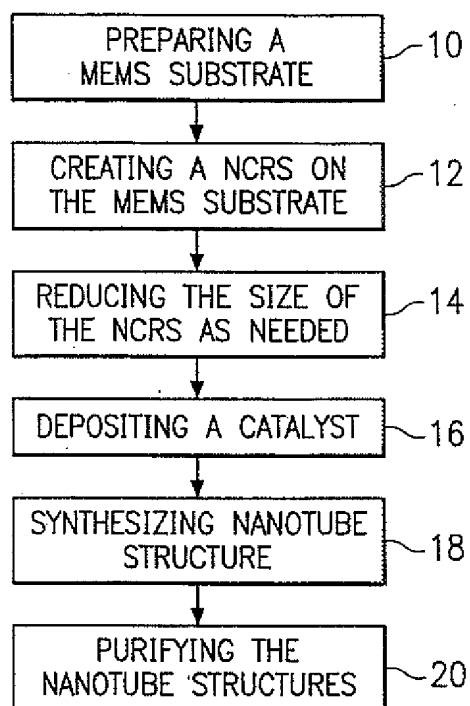 PREPARING A
MEMS SUBSTRATE
10
CREATING A NCRS ON
THE MEMS SUBSTRATE
12
REDUCING THE SIZE OF
THE NCRS AS NEEDED
14
DEPOSITING A CATALYST
16
SYNTHESIZING NANOTUBE
STRUCTURE
18
PURIFYING THE
NANOTUBE STRUCTURES
20